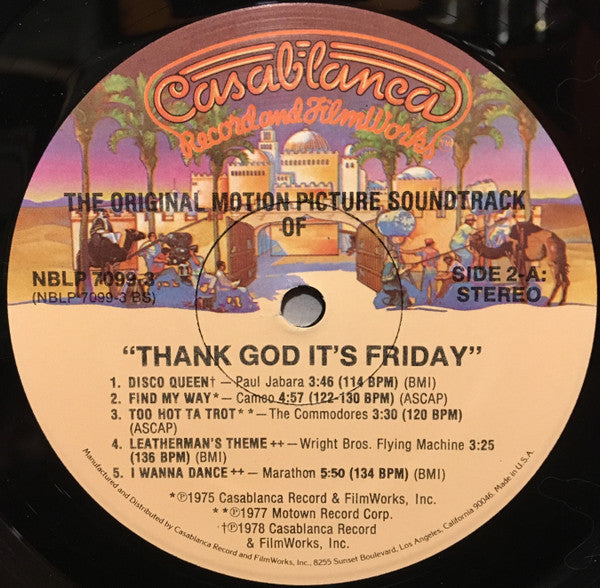 Casablanca
Record and FilmWorks
THE ORIGINAL MOTION PICTURE SOUNDTRACK
OF
NBLP 7099-3
(NBLP 7099-3 BS)
SIDE 2-A:
STEREO
"THANK GOD IT'S FRIDAY"
1. DISCO QUEEN† — Paul Jabara 3:46 (114 BPM) (BMI)
2. FIND MY WAY* — Cameo 4:57 (122-130 BPM) (ASCAP)
3. TOO HOT TA TROT** — The Commodores 3:30 (120 BPM)
(ASCAP)
4. LEATHERMAN'S THEME ++ — Wright Bros. Flying Machine 3:25
(136 BPM) (BMI)
5. I WANNA DANCE ++ — Marathon 5:50 (134 BPM) (BMI)
*℗1975 Casablanca Record & FilmWorks, Inc.
**℗1977 Motown Record Corp.
†℗1978 Casablanca Record
& FilmWorks, Inc.
Manufactured and Distributed by Casablanca Record and FilmWorks, Inc., 8255 Sunset Boulevard, Los Angeles, California 90046. Made in U.S.A.